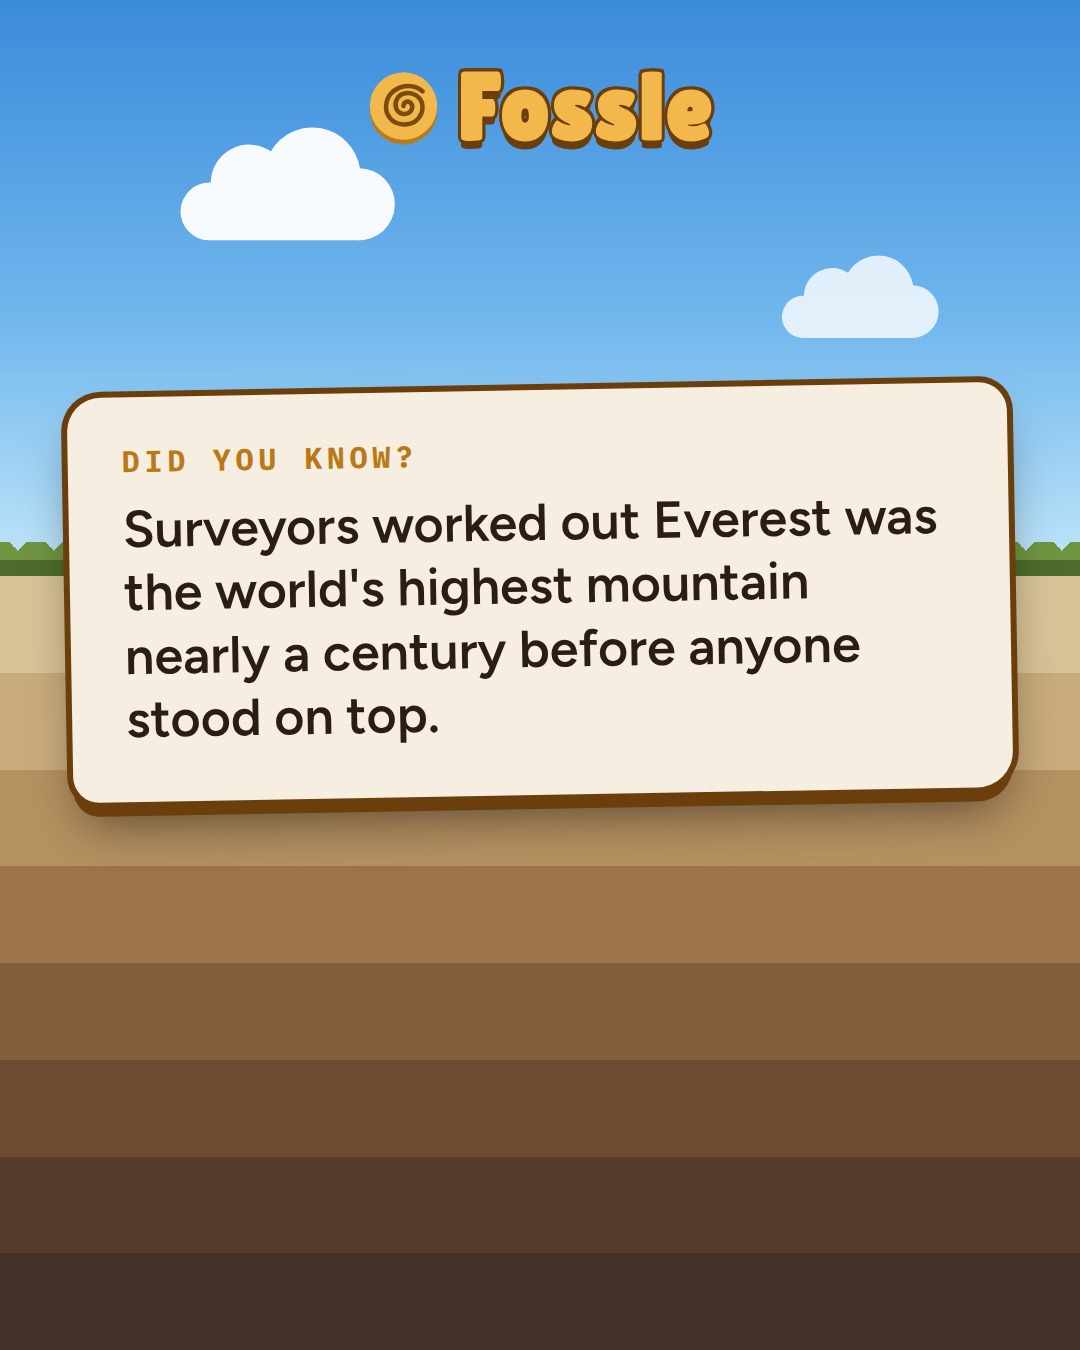 Fossle
DID YOU KNOW?
Surveyors worked out Everest was
the world's highest mountain
nearly a century before anyone
stood on top.